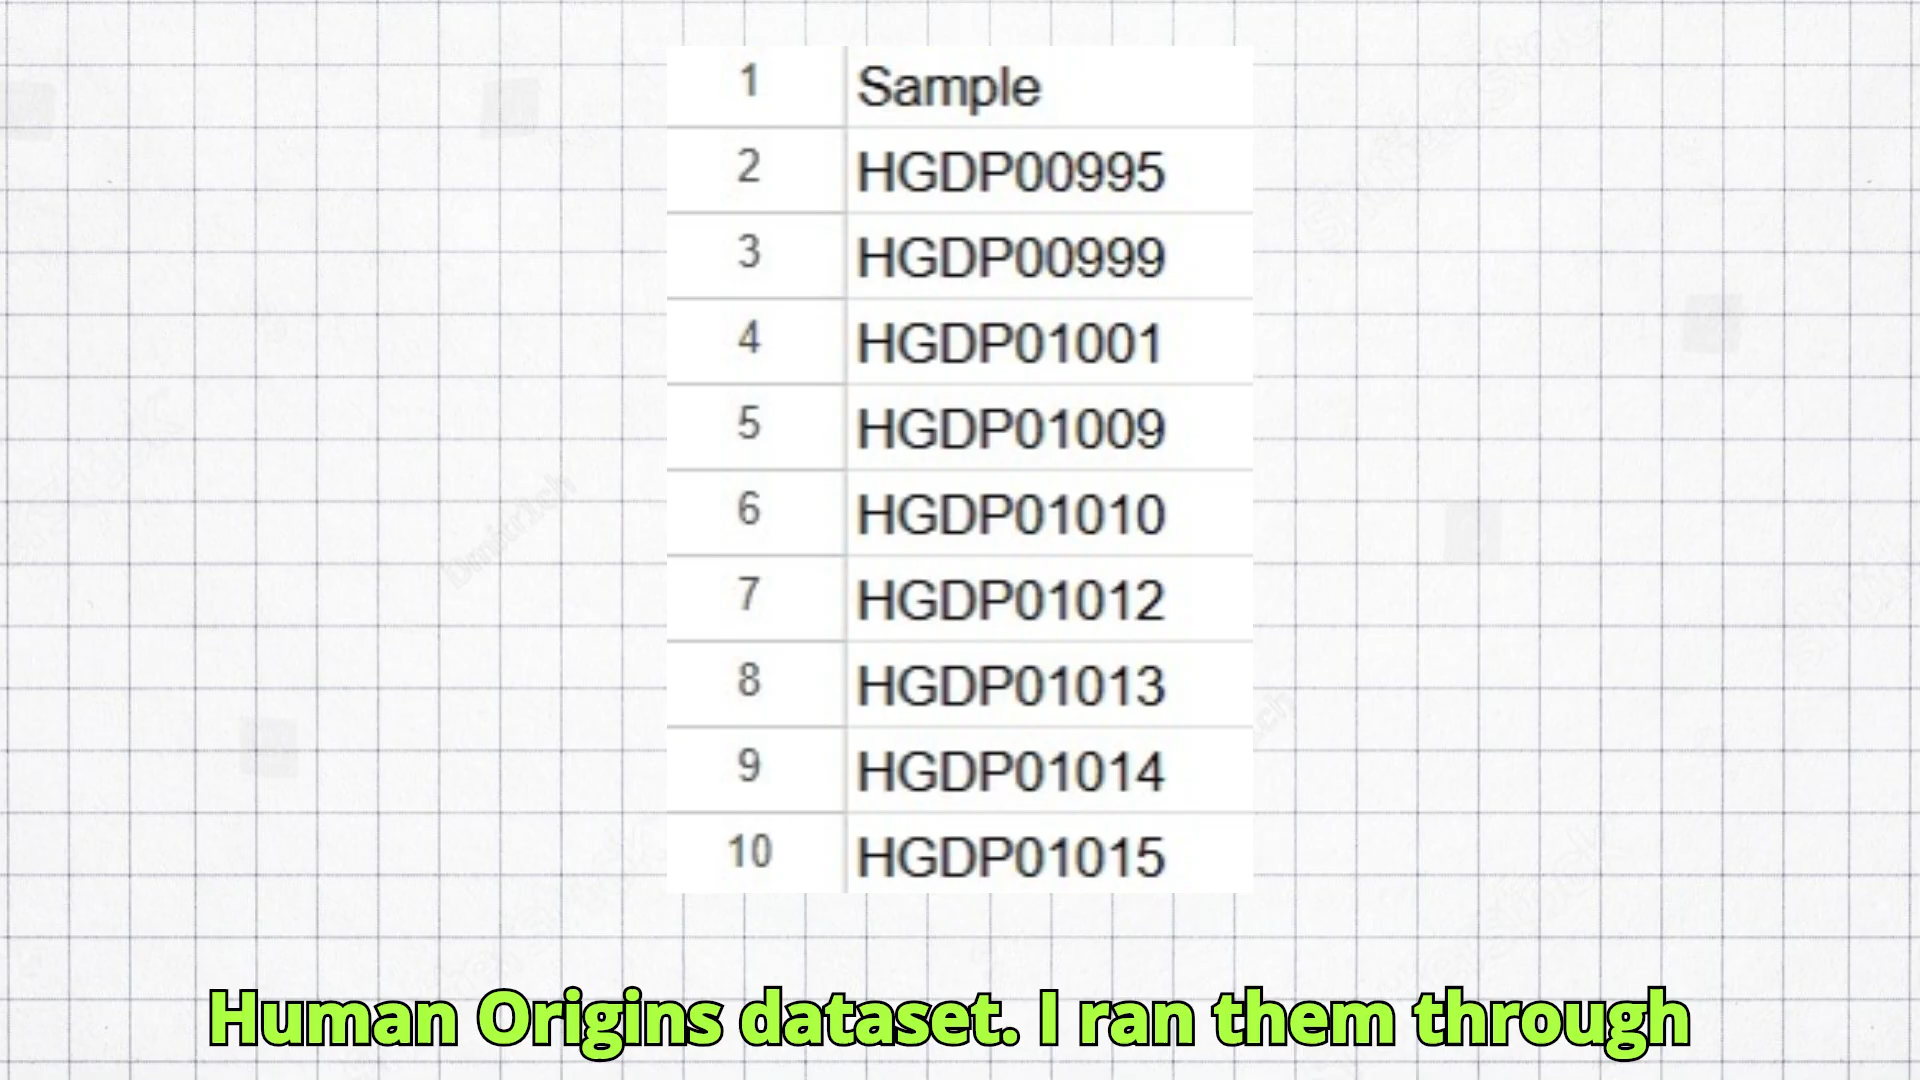 1 Sample
2 HGDP00995
3 HGDP00999
4 HGDP01001
5 HGDP01009
6 HGDP01010
7 HGDP01012
8 HGDP01013
9 HGDP01014
10 HGDP01015
Human Origins dataset. I ran them through